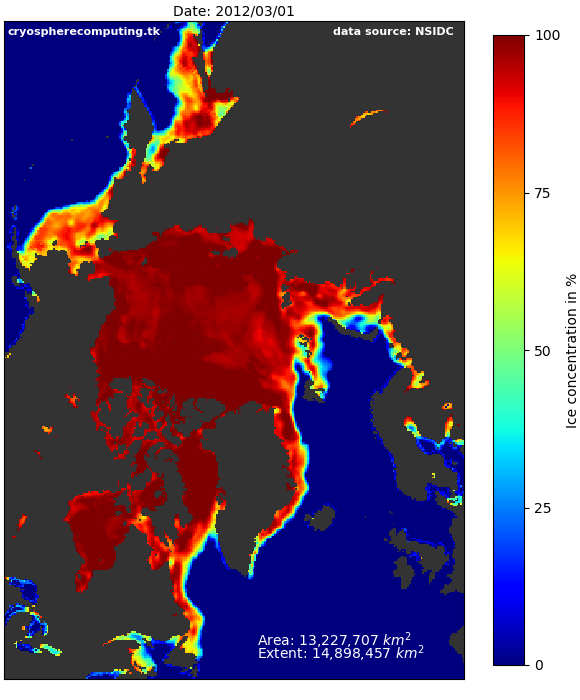 Date: 2012/03/01
cryospherecomputing.tk data source: NSIDC
100
75
50
25
0
Ice concentration in %
Area: 13,227,707 km²
Extent: 14,898,457 km²